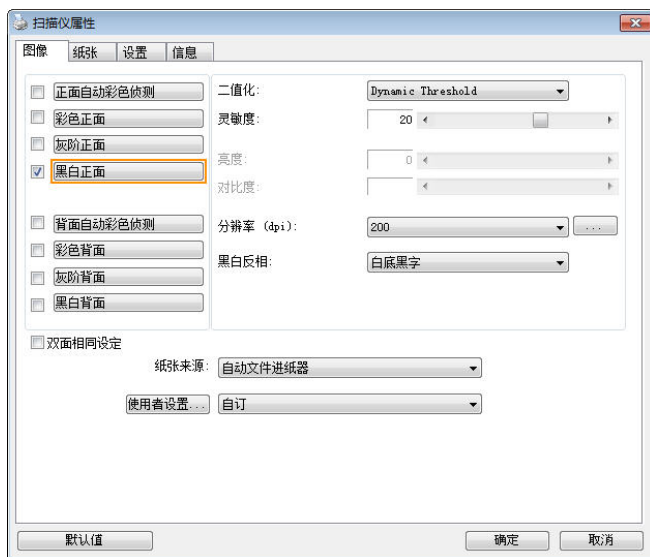 扫描仪属性
图像 纸张 设置 信息
正面自动彩色侦测 二值化: Dynamic Threshold
彩色正面 灵敏度: 20
灰阶正面 亮度: 0
黑白正面 对比度:
背面自动彩色侦测 分辨率 (dpi): 200 ...
彩色背面 黑白反相: 白底黑字
灰阶背面
黑白背面
双面相同设定
纸张来源: 自动文件进纸器
使用者设置... 自订
默认值 确定 取消